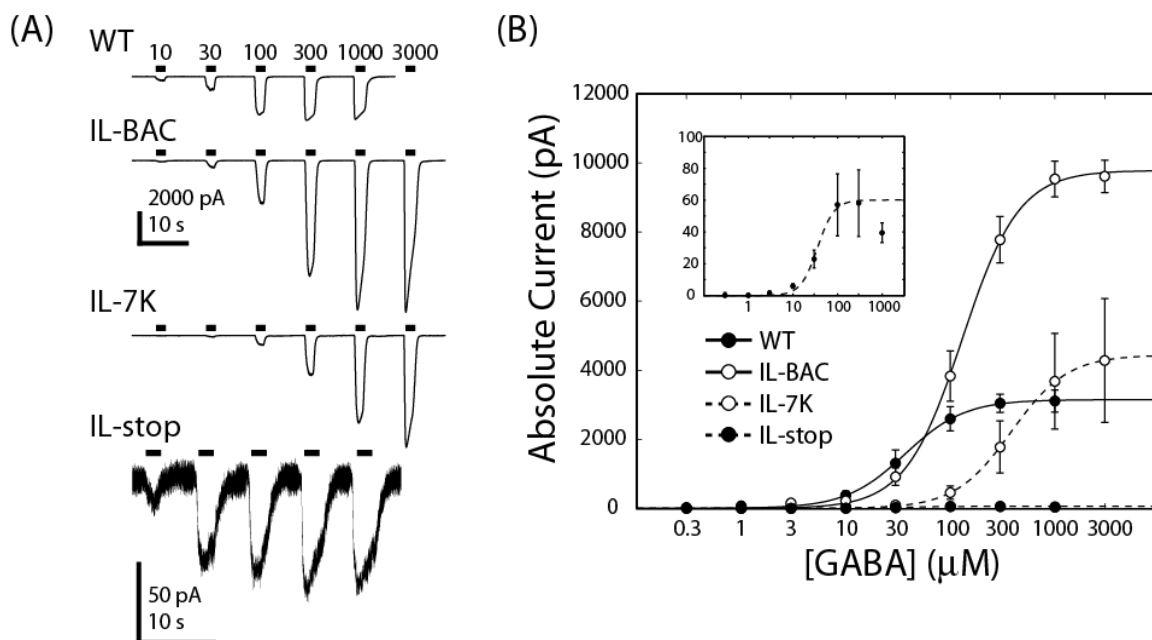 (A)
WT
10 30 100 300 1000 3000
IL-BAC
2000 pA
10 s
IL-7K
IL-stop
50 pA
10 s
(B)
Absolute Current (pA)
12000
10000
8000
6000
4000
2000
0
100
80
60
40
20
0
0 1 10 100 1000
WT
IL-BAC
IL-7K
IL-stop
0.3 1 3 10 30 100 300 1000 3000
[GABA] (μM)